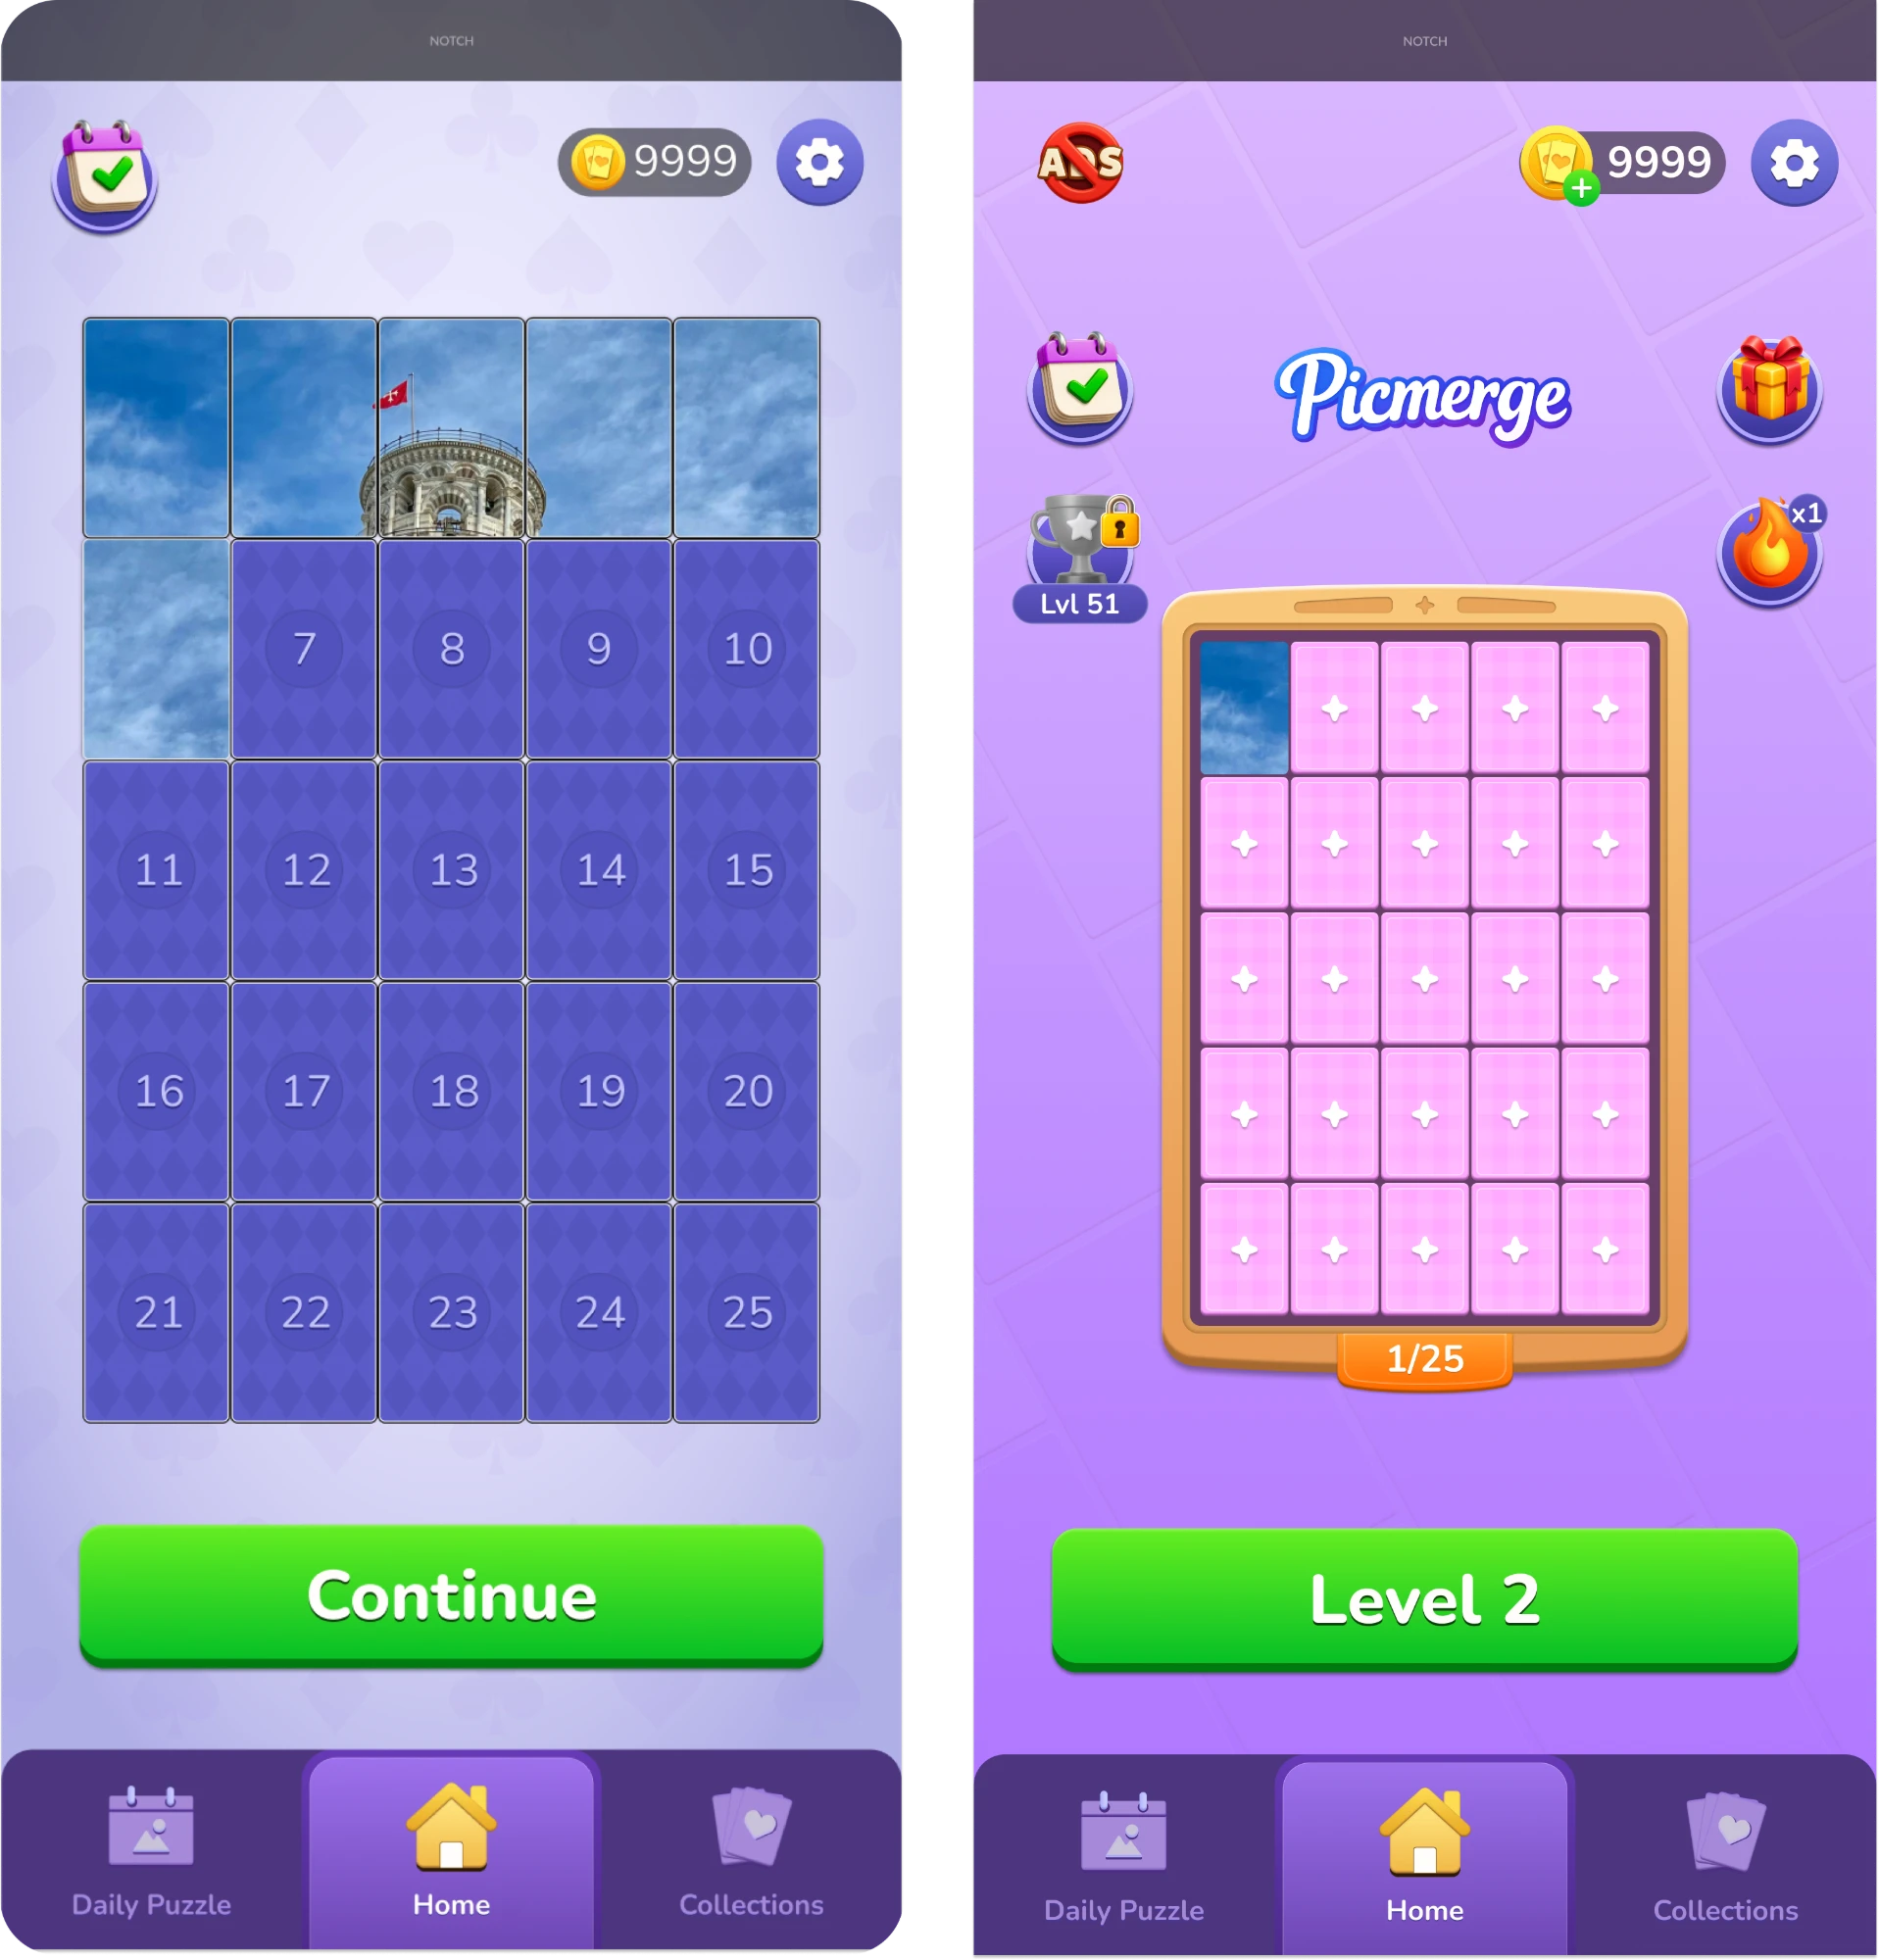 NOTCH
9999
7 8 9 10
11 12 13 14 15
16 17 18 19 20
21 22 23 24 25
Continue
Daily Puzzle Home Collections
NOTCH
ADS
9999
Picmerge
x1
Lvl 51
1/25
Level 2
Daily Puzzle Home Collections